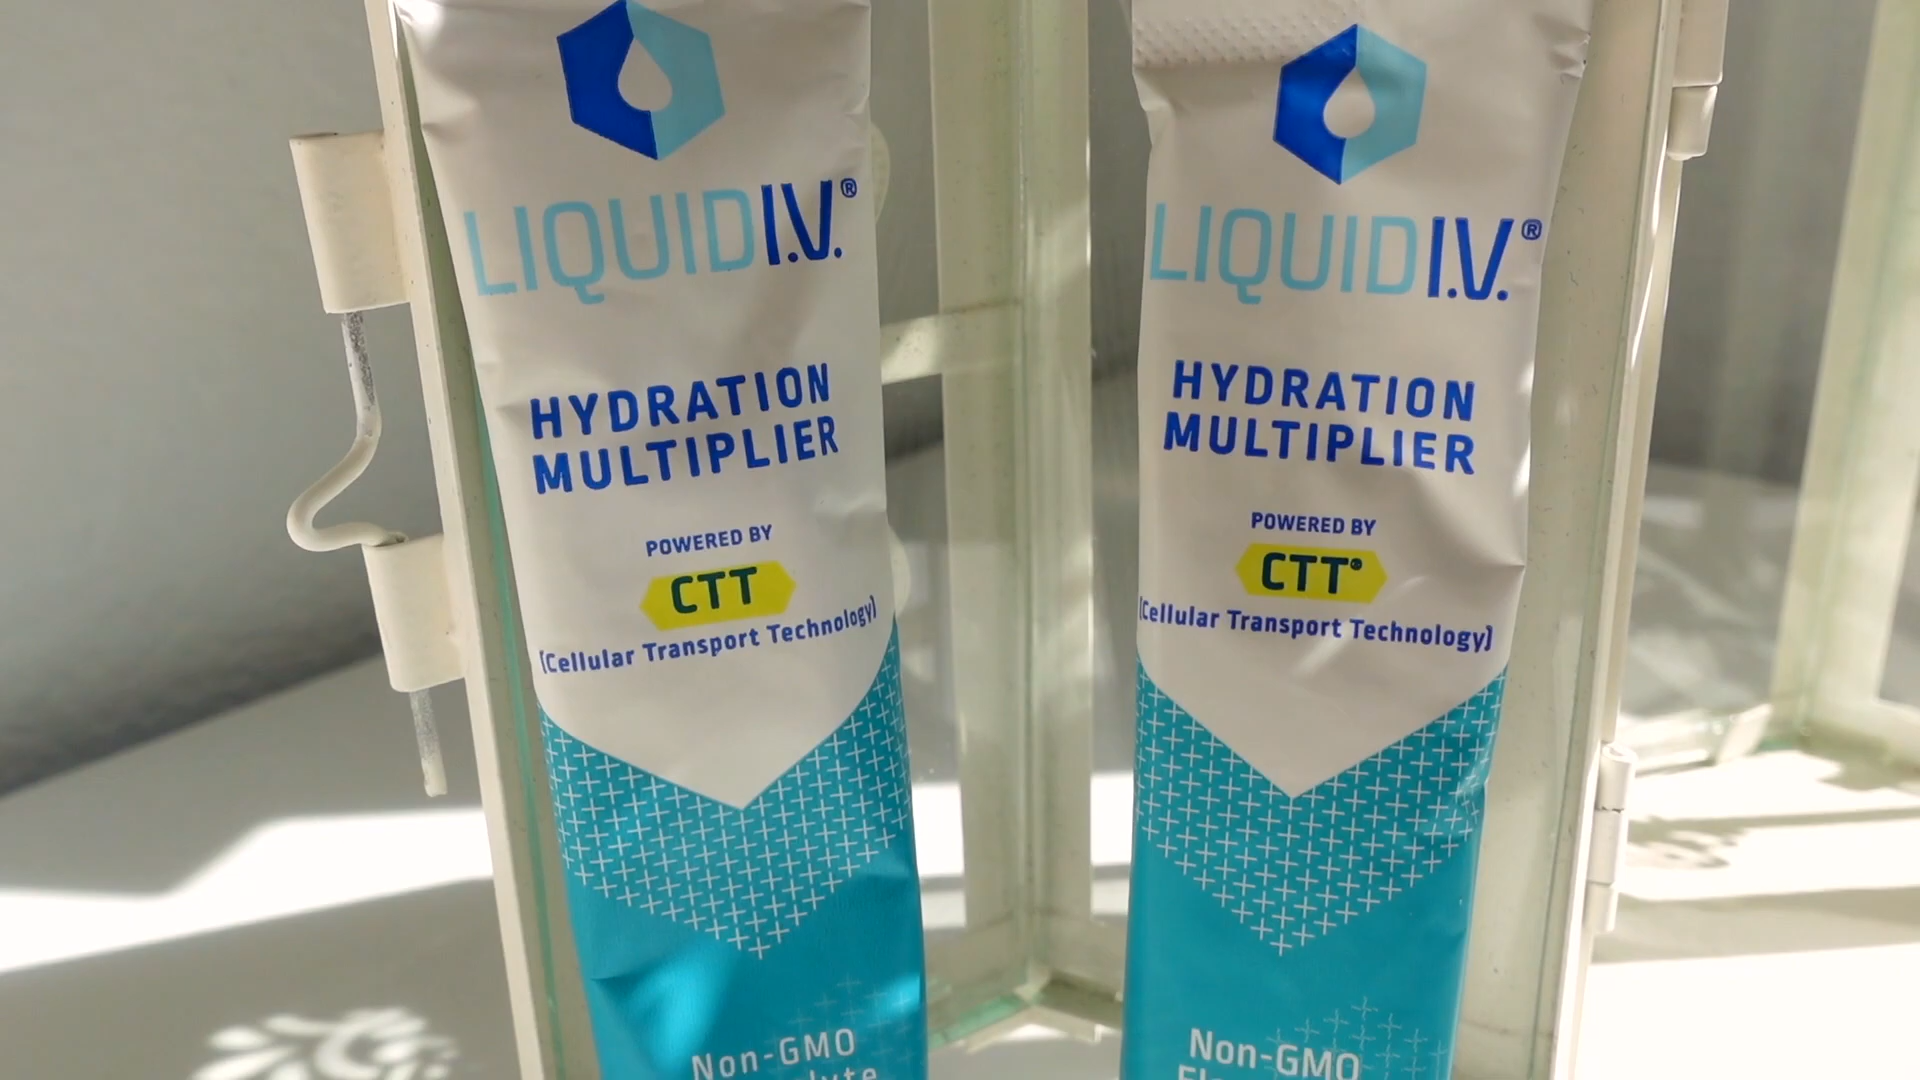 LIQUID I.V.®
HYDRATION
MULTIPLIER
POWERED BY
CTT
(Cellular Transport Technology)
Non-GMO
LIQUID I.V.®
HYDRATION
MULTIPLIER
POWERED BY
CTT®
(Cellular Transport Technology)
Non-GMO